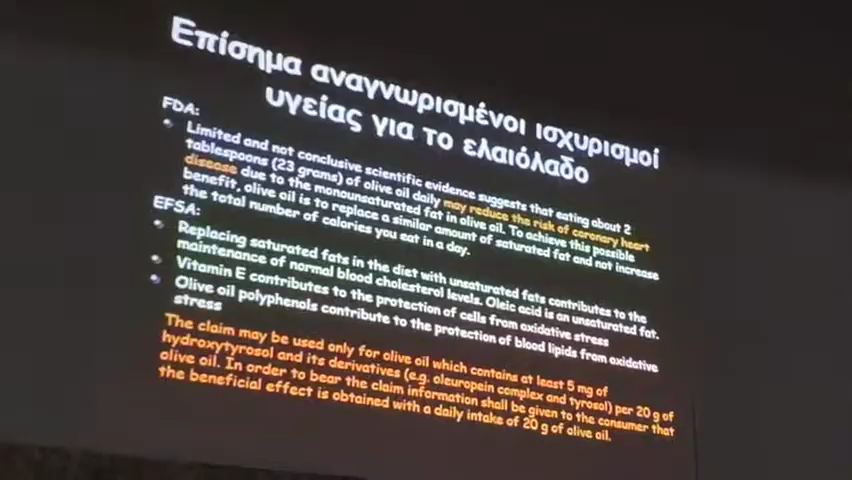 Επίσημα αναγνωρισμένοι ισχυρισμοί
υγείας για το ελαιόλαδο
FDA:
Limited and not conclusive scientific evidence suggests that eating about 2
tablespoons (23 grams) of olive oil daily may reduce the risk of coronary heart
disease due to the monounsaturated fat in olive oil. To achieve this possible
benefit, olive oil is to replace a similar amount of saturated fat and not increase
the total number of calories you eat in a day.
EFSA:
Replacing saturated fats in the diet with unsaturated fats contributes to the
maintenance of normal blood cholesterol levels. Oleic acid is an unsaturated fat.
Vitamin E contributes to the protection of cells from oxidative stress
Olive oil polyphenols contribute to the protection of blood lipids from oxidative
stress
The claim may be used only for olive oil which contains at least 5 mg of
hydroxytyrosol and its derivatives (e.g. oleuropein complex and tyrosol) per 20 g of
olive oil. In order to bear the claim information shall be given to the consumer that
the beneficial effect is obtained with a daily intake of 20 g of olive oil.